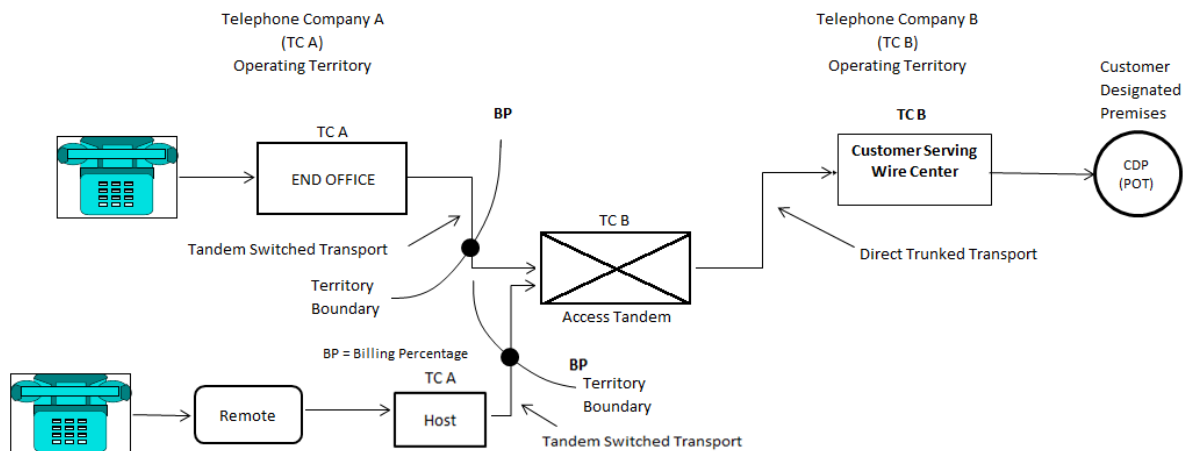 Telephone Company A
(TC A)
Operating Territory
Telephone Company B
(TC B)
Operating Territory
Customer
Designated
Premises
BP
TC A
END OFFICE
TC B
Customer Serving
Wire Center
CDP
(POT)
Tandem Switched Transport
TC B
Direct Trunked Transport
Territory
Boundary
Access Tandem
BP = Billing Percentage
BP
Territory
Boundary
TC A
Remote
Host
Tandem Switched Transport